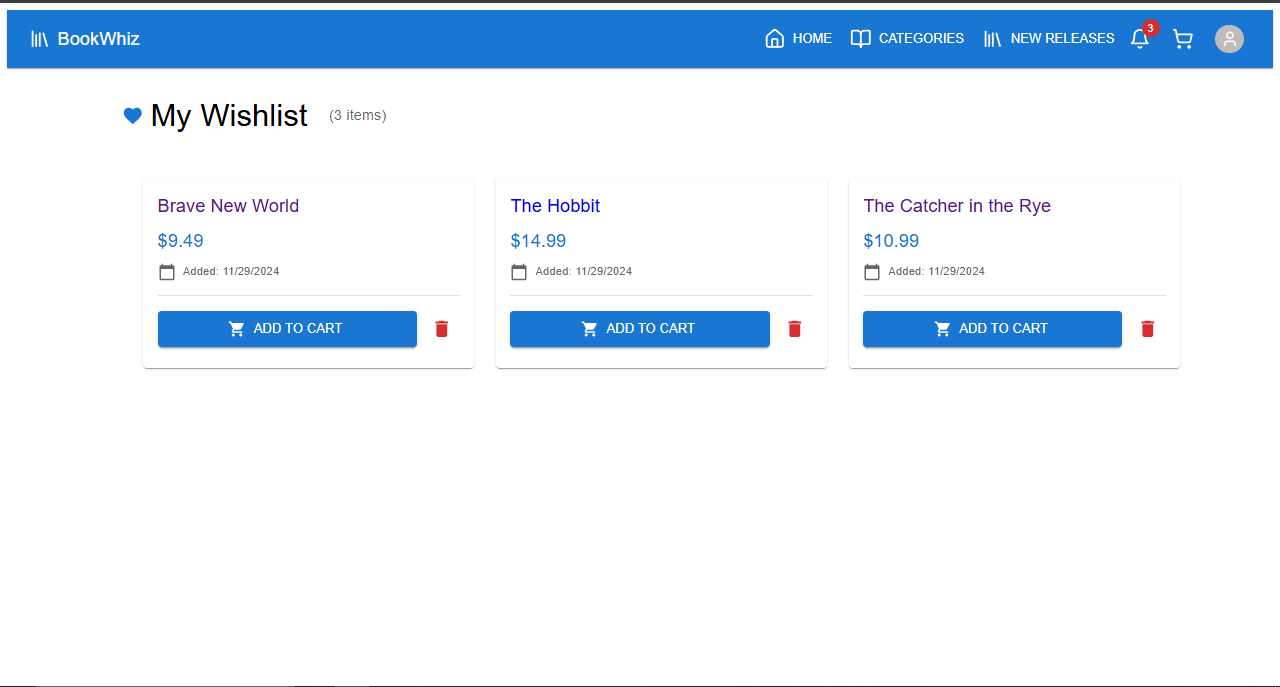 BookWhiz HOME CATEGORIES NEW RELEASES 3
My Wishlist (3 items)
Brave New World
$9.49
Added: 11/29/2024
ADD TO CART
The Hobbit
$14.99
Added: 11/29/2024
ADD TO CART
The Catcher in the Rye
$10.99
Added: 11/29/2024
ADD TO CART